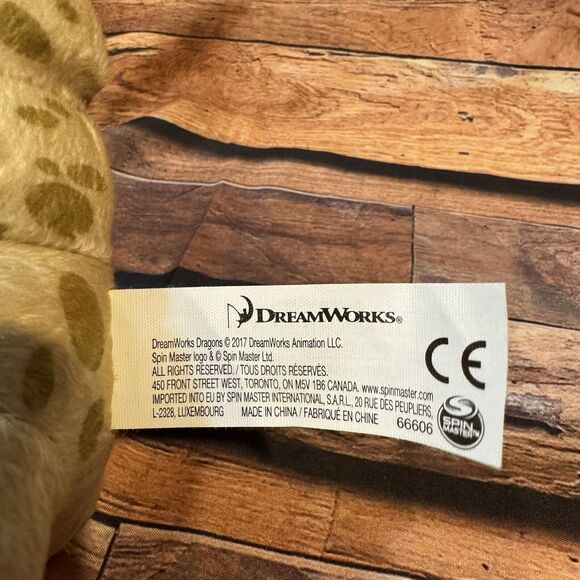 DREAMWORKS®
DreamWorks Dragons © 2017 DreamWorks Animation LLC.
Spin Master logo & © Spin Master Ltd.
ALL RIGHTS RESERVED. / TOUS DROITS RÉSERVÉS.
450 FRONT STREET WEST, TORONTO, ON M5V 1B6 CANADA. www.spinmaster.com
IMPORTED INTO EU BY SPIN MASTER INTERNATIONAL, S.A.R.L., 20 RUE DES PEUPLIERS,
L-2328, LUXEMBOURG MADE IN CHINA / FABRIQUÉ EN CHINE 66606
CE
SPIN
MASTER™